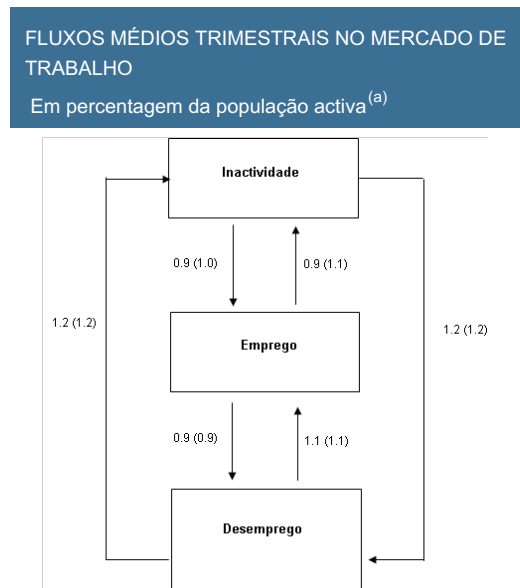 FLUXOS MÉDIOS TRIMESTRAIS NO MERCADO DE
TRABALHO
Em percentagem da população activa(a)
Inactividade
0.9 (1.0)
0.9 (1.1)
1.2 (1.2)
1.2 (1.2)
Emprego
0.9 (0.9)
1.1 (1.1)
Desemprego